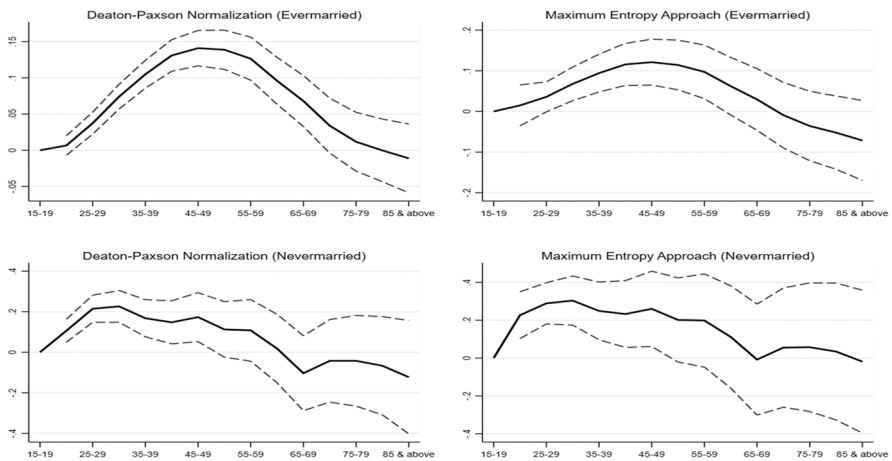 Deaton-Paxson Normalization (Evermarried)
.15
.1
.05
0
-.05
15-19 25-29 35-39 45-49 55-59 65-69 75-79 85 & above
Maximum Entropy Approach (Evermarried)
.2
.1
0
-.1
-.2
15-19 25-29 35-39 45-49 55-59 65-69 75-79 85 & above
Deaton-Paxson Normalization (Nevermarried)
.4
.2
0
-.2
-.4
15-19 25-29 35-39 45-49 55-59 65-69 75-79 85 & above
Maximum Entropy Approach (Nevermarried)
.4
.2
0
-.2
-.4
15-19 25-29 35-39 45-49 55-59 65-69 75-79 85 & above